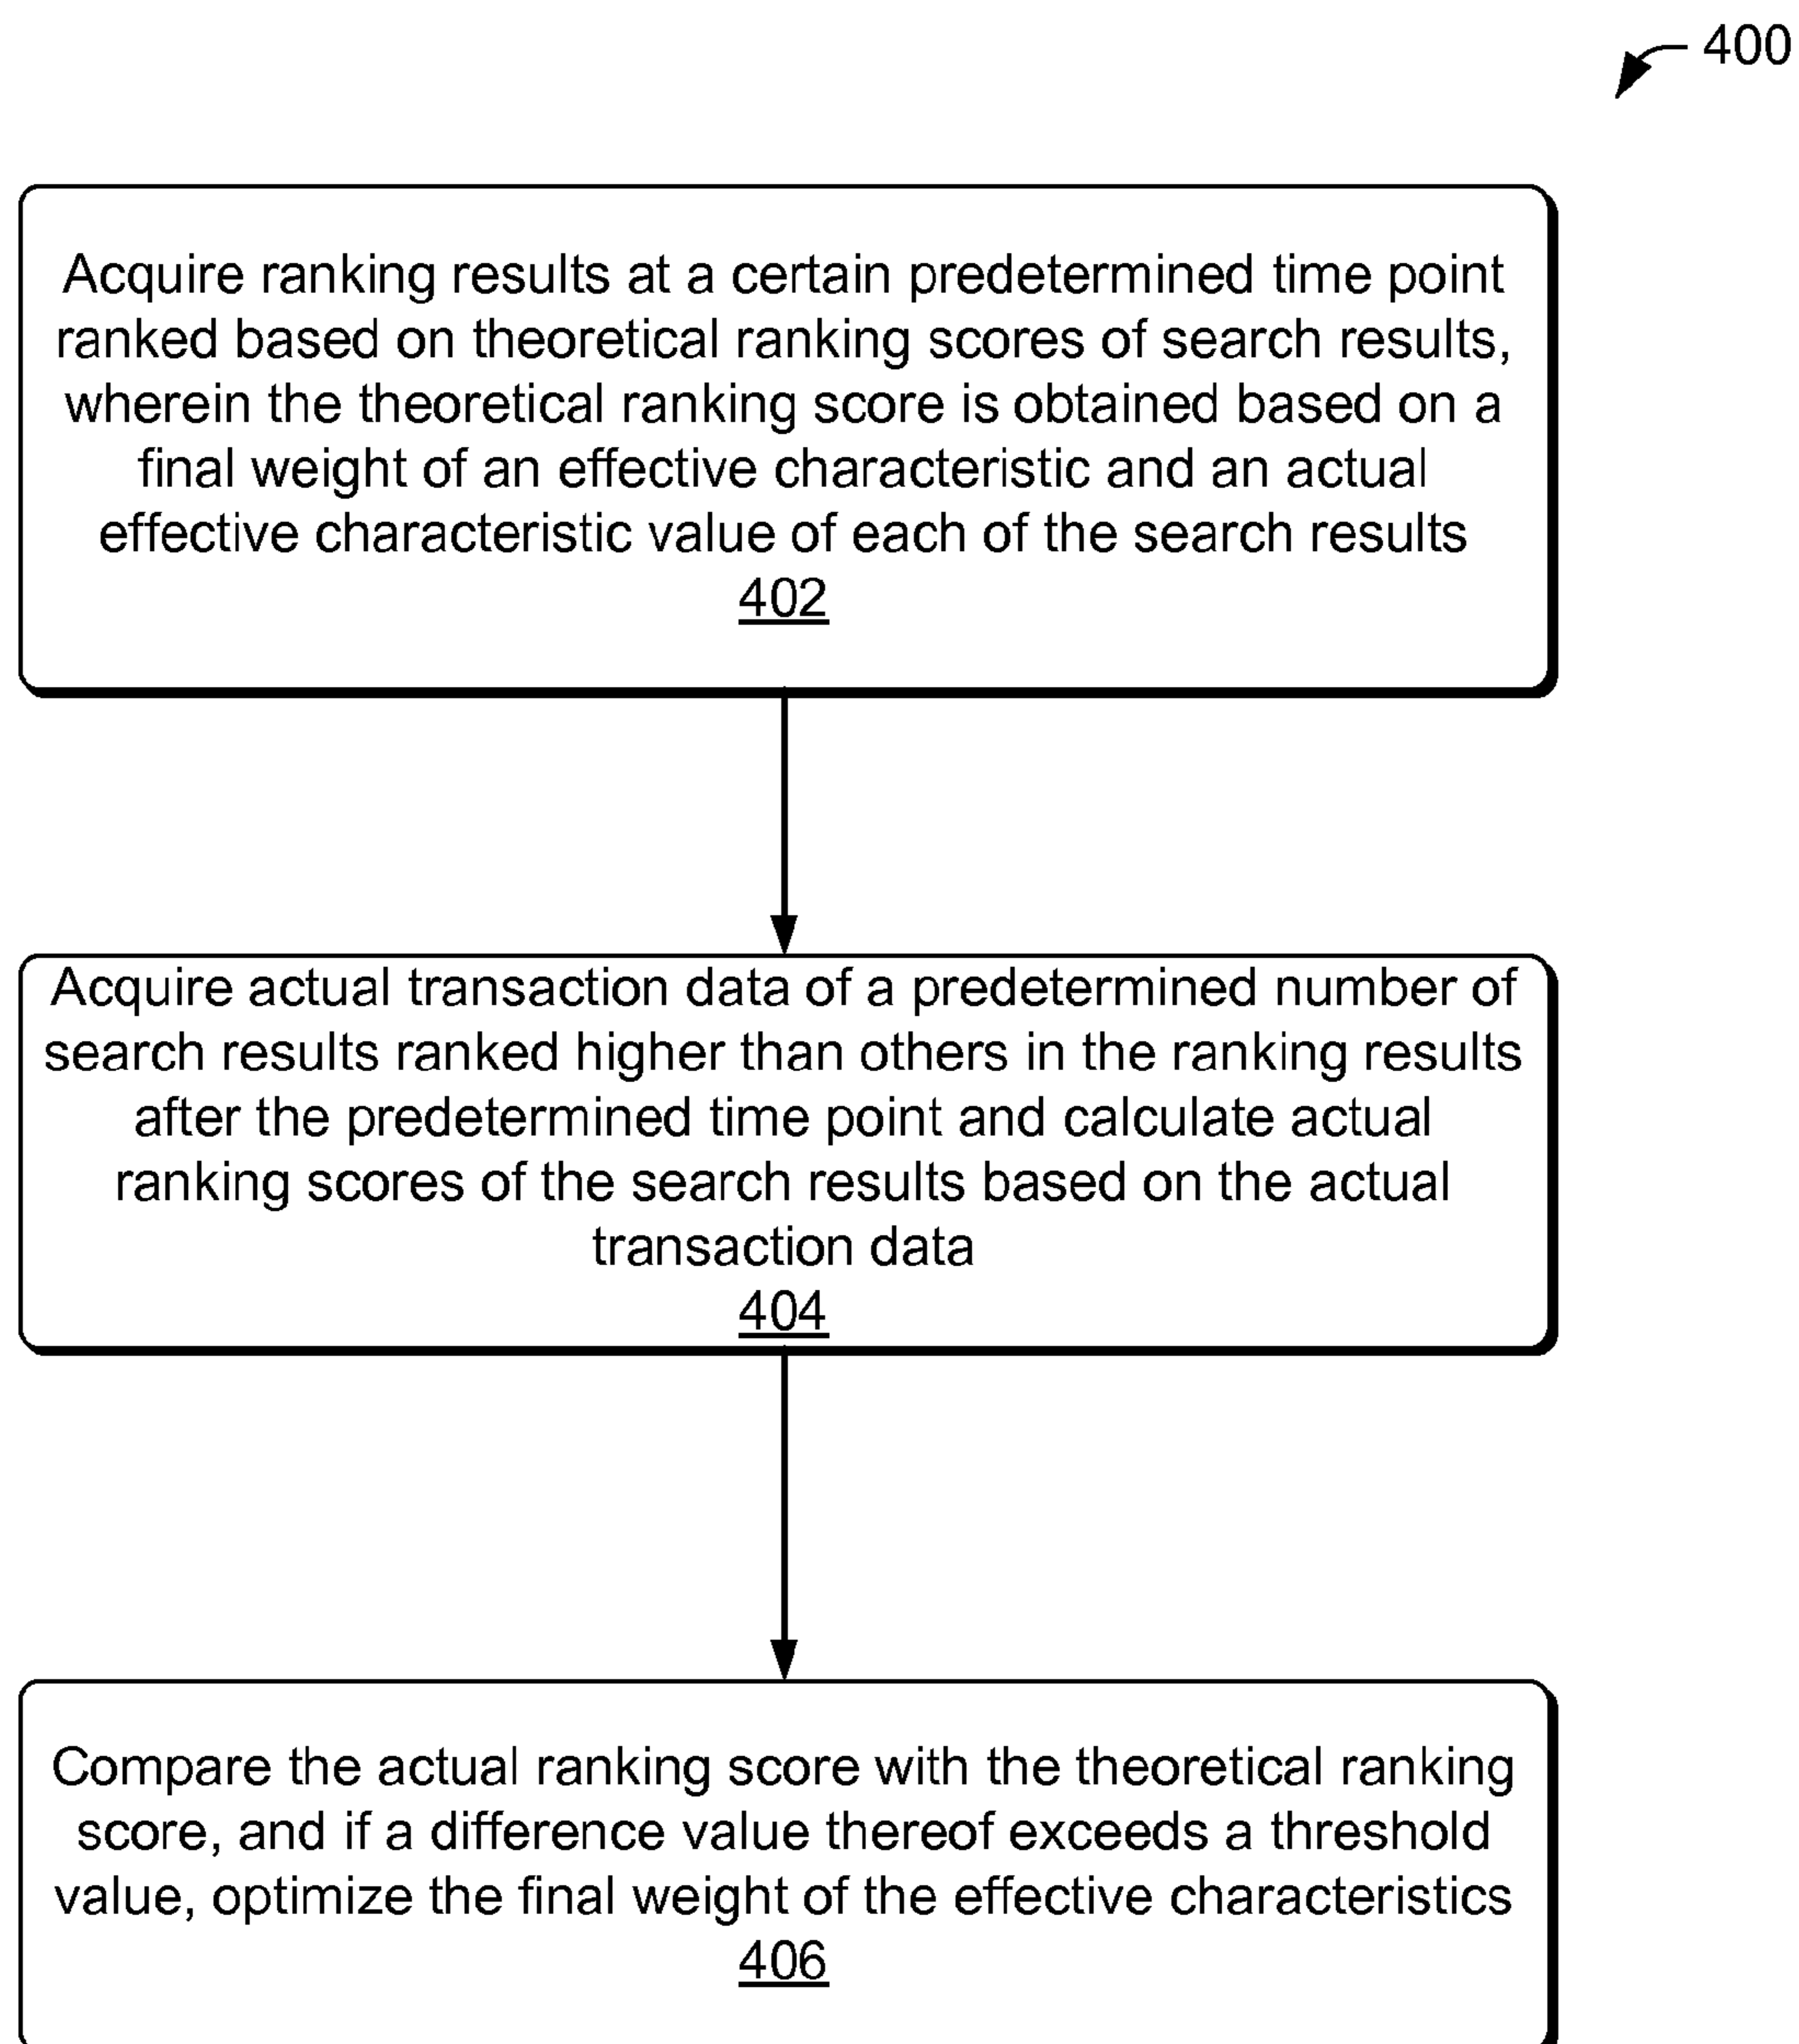 400
Acquire ranking results at a certain predetermined time point
ranked based on theoretical ranking scores of search results,
wherein the theoretical ranking score is obtained based on a
final weight of an effective characteristic and an actual
effective characteristic value of each of the search results
402
Acquire actual transaction data of a predetermined number of
search results ranked higher than others in the ranking results
after the predetermined time point and calculate actual
ranking scores of the search results based on the actual
transaction data
404
Compare the actual ranking score with the theoretical ranking
score, and if a difference value thereof exceeds a threshold
value, optimize the final weight of the effective characteristics
406